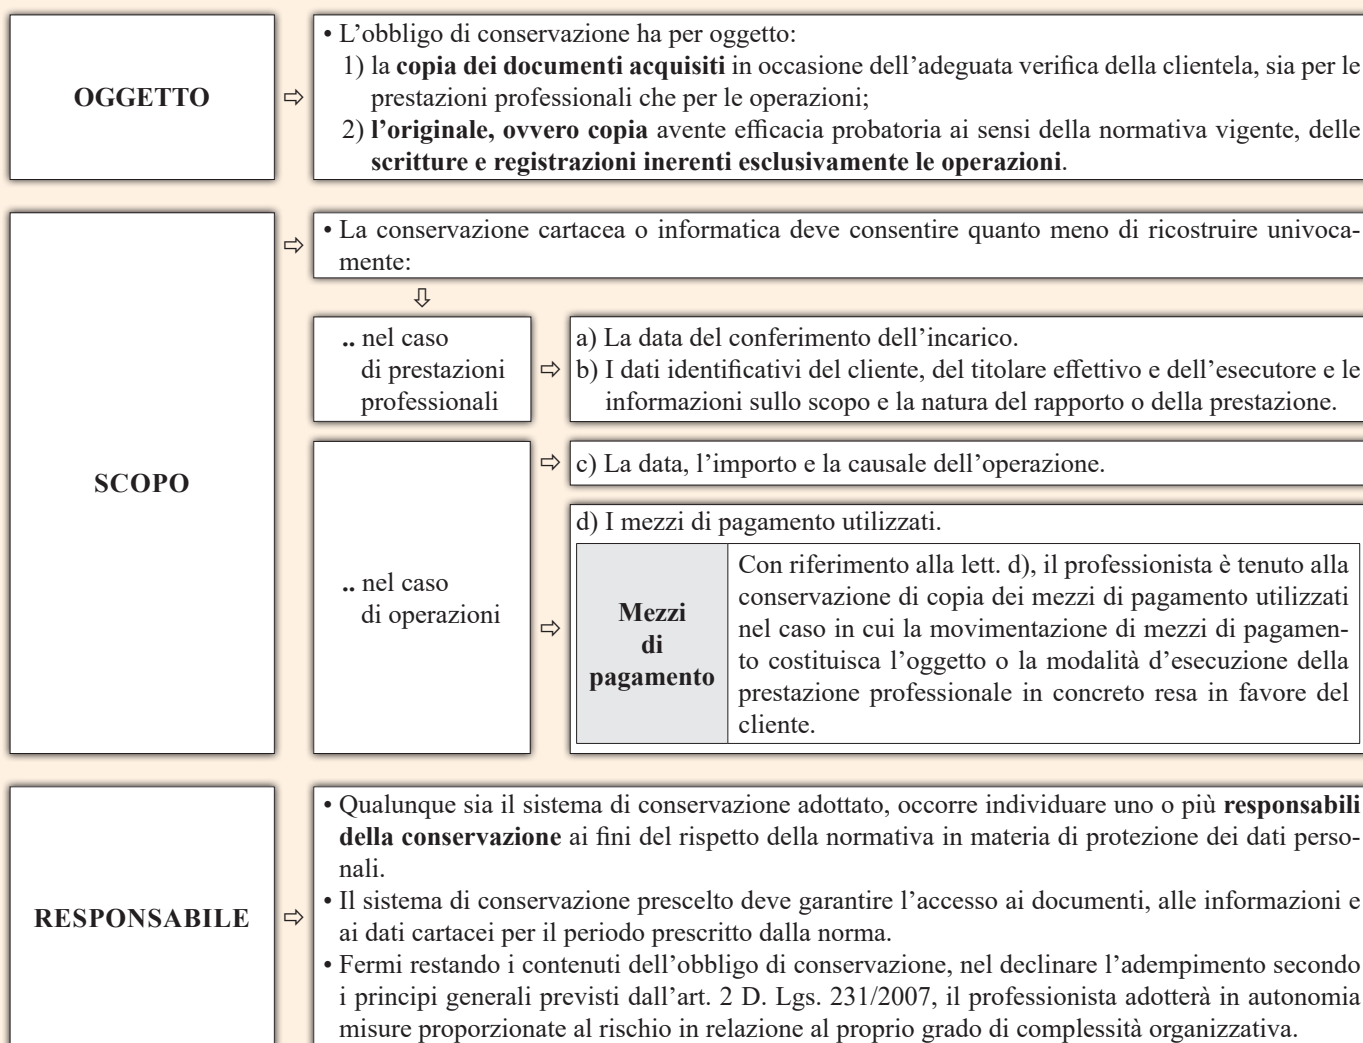 OGGETTO
⇨
• L’obbligo di conservazione ha per oggetto:
1) la copia dei documenti acquisiti in occasione dell’adeguata verifica della clientela, sia per le
prestazioni professionali che per le operazioni;
2) l’originale, ovvero copia avente efficacia probatoria ai sensi della normativa vigente, delle
scritture e registrazioni inerenti esclusivamente le operazioni.
SCOPO
⇨
• La conservazione cartacea o informatica deve consentire quanto meno di ricostruire univoca-
mente:
⇩
.. nel caso
di prestazioni
professionali
⇨
a) La data del conferimento dell’incarico.
b) I dati identificativi del cliente, del titolare effettivo e dell’esecutore e le
informazioni sullo scopo e la natura del rapporto o della prestazione.
.. nel caso
di operazioni
⇨
c) La data, l’importo e la causale dell’operazione.
⇨
d) I mezzi di pagamento utilizzati.
Mezzi
di
pagamento
Con riferimento alla lett. d), il professionista è tenuto alla
conservazione di copia dei mezzi di pagamento utilizzati
nel caso in cui la movimentazione di mezzi di pagamen-
to costituisca l’oggetto o la modalità d’esecuzione della
prestazione professionale in concreto resa in favore del
cliente.
RESPONSABILE
⇨
• Qualunque sia il sistema di conservazione adottato, occorre individuare uno o più responsabili
della conservazione ai fini del rispetto della normativa in materia di protezione dei dati perso-
nali.
• Il sistema di conservazione prescelto deve garantire l’accesso ai documenti, alle informazioni e
ai dati cartacei per il periodo prescritto dalla norma.
• Fermi restando i contenuti dell’obbligo di conservazione, nel declinare l’adempimento secondo
i principi generali previsti dall’art. 2 D. Lgs. 231/2007, il professionista adotterà in autonomia
misure proporzionate al rischio in relazione al proprio grado di complessità organizzativa.